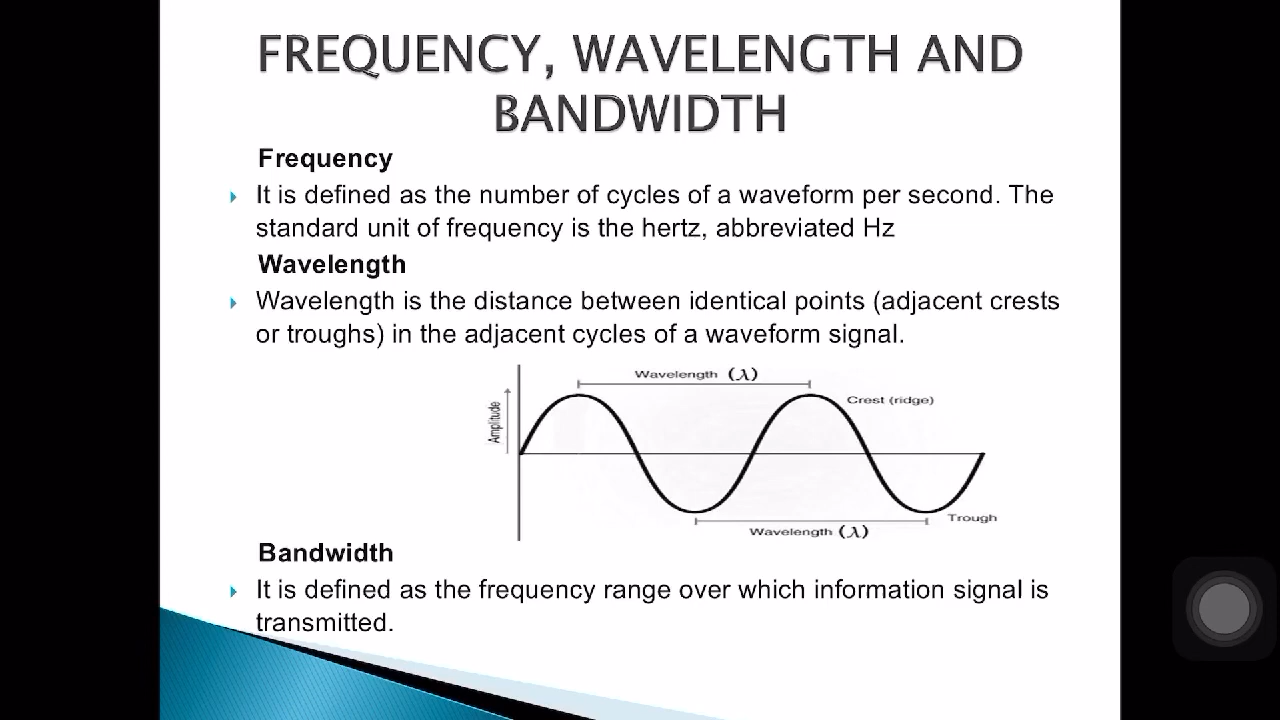 FREQUENCY, WAVELENGTH AND
BANDWIDTH
Frequency
It is defined as the number of cycles of a waveform per second. The
standard unit of frequency is the hertz, abbreviated Hz
Wavelength
Wavelength is the distance between identical points (adjacent crests
or troughs) in the adjacent cycles of a waveform signal.
Wavelength (λ)
Crest (ridge)
Amplitude
Trough
Wavelength (λ)
Bandwidth
It is defined as the frequency range over which information signal is
transmitted.